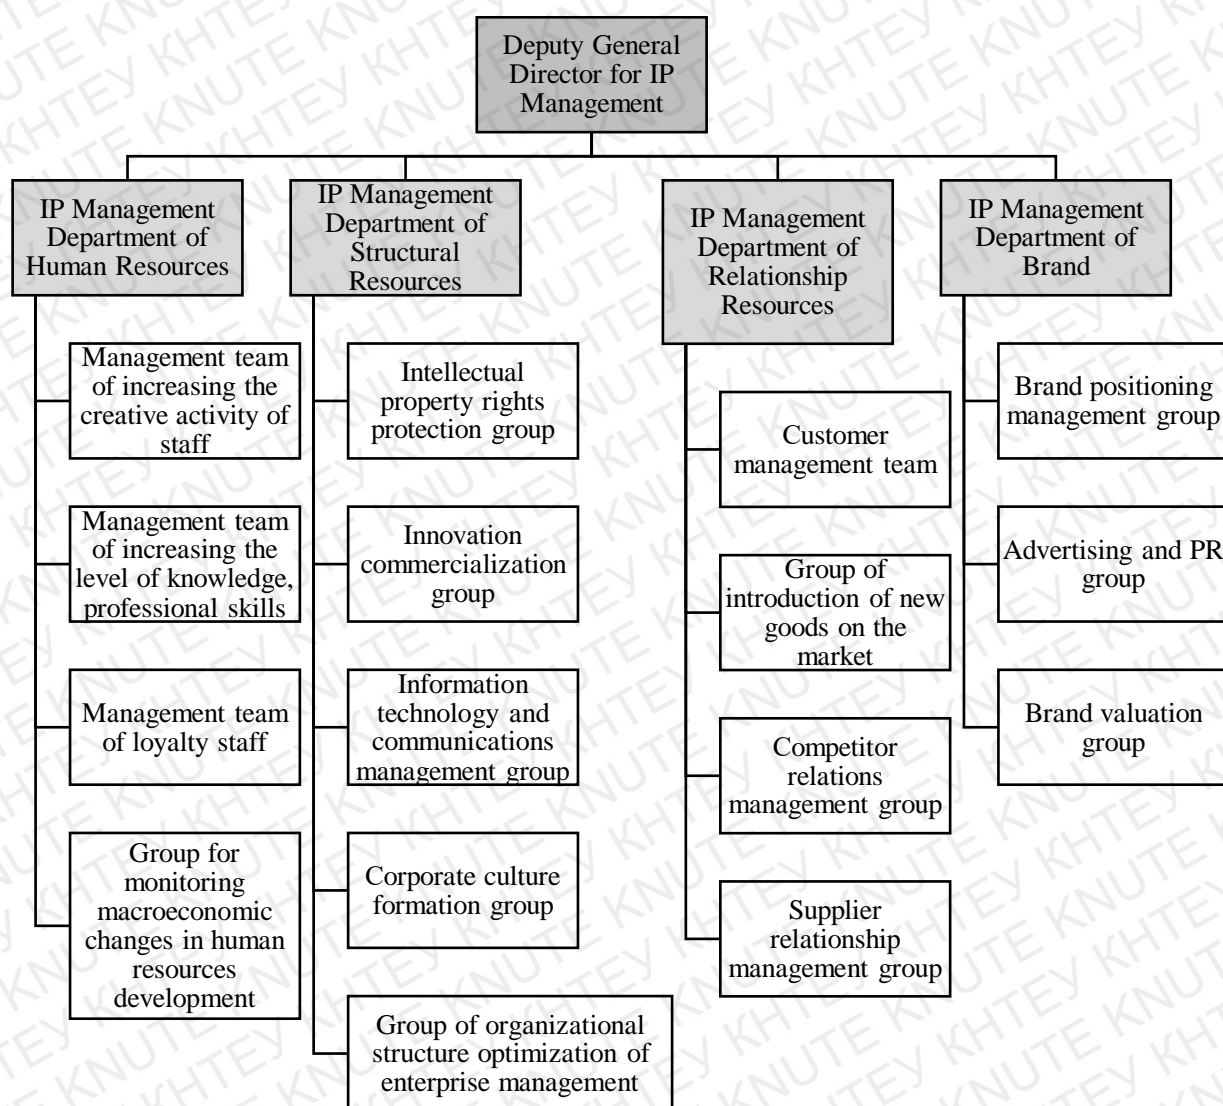 Deputy General
Director for IP
Management
IP Management
Department of
Human Resources
Management team
of increasing the
creative activity of
staff
Management team
of increasing the
level of knowledge,
professional skills
Management team
of loyalty staff
Group for
monitoring
macroeconomic
changes in human
resources
development
IP Management
Department of
Structural
Resources
Intellectual
property rights
protection group
Innovation
commercialization
group
Information
technology and
communications
management group
Corporate culture
formation group
Group of organizational
structure optimization of
enterprise management
IP Management
Department of
Relationship
Resources
Customer
management team
Group of
introduction of new
goods on the
market
Competitor
relations
management group
Supplier
relationship
management group
IP Management
Department of
Brand
Brand positioning
management group
Advertising and PR
group
Brand valuation
group
KNUTE КНТЕУ KNUTE КНТЕУ